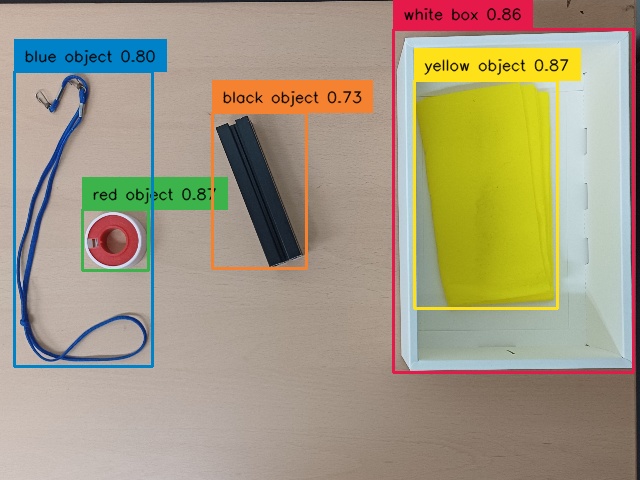 white box 0.86
blue object 0.80
yellow object 0.87
black object 0.73
red object 0.87